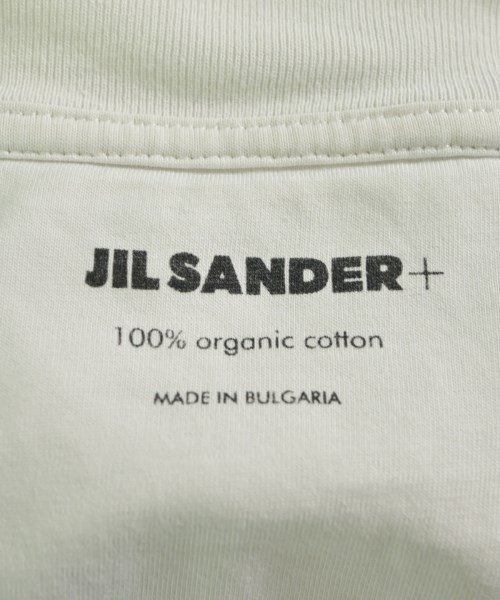 JIL SANDER+
100% organic cotton
MADE IN BULGARIA